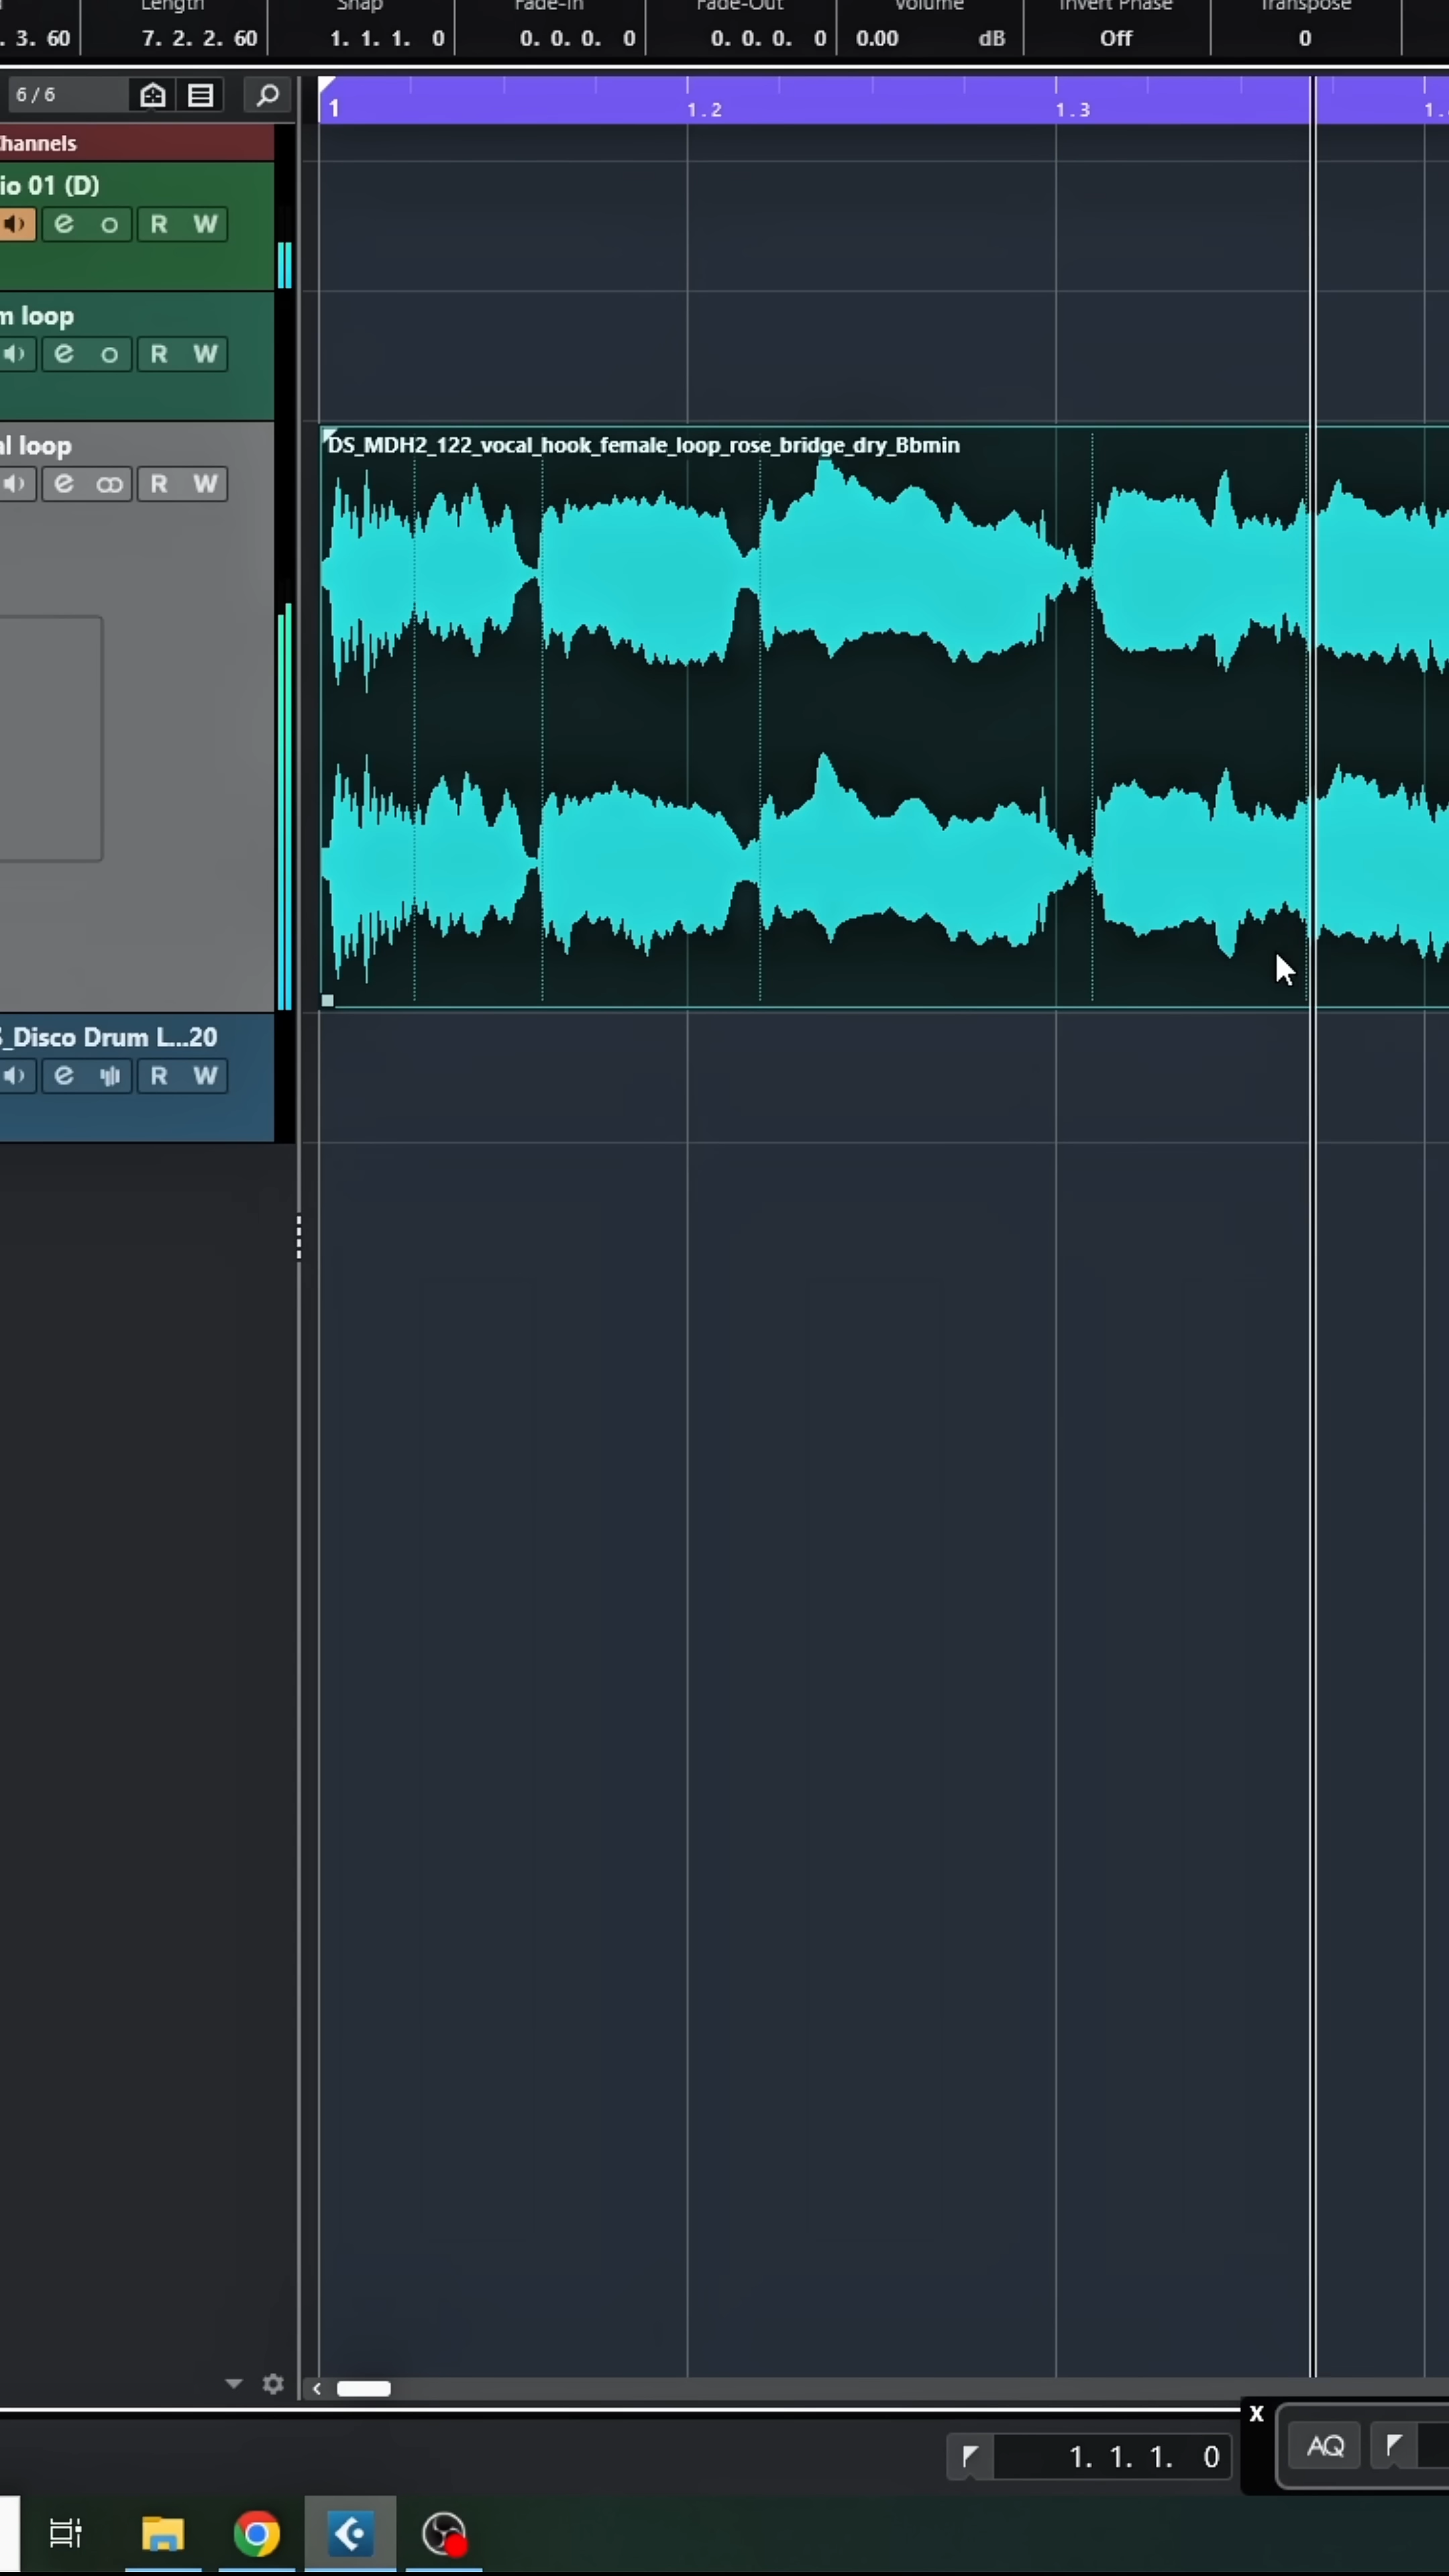 Length Snap Fade-In Fade-Out Volume Invert Phase Transpose
. 3. 60 7. 2. 2. 60 1. 1. 1. 0 0. 0. 0. 0 0. 0. 0. 0 0.00 dB Off 0
6 / 6
1 1.2 1.3 1.
hannels
io 01 (D)
e R W
m loop
e R W
al loop
e R W
DS_MDH2_122_vocal_hook_female_loop_rose_bridge_dry_Bbmin
S_Disco Drum L...20
e R W
X
1. 1. 1. 0
AQ